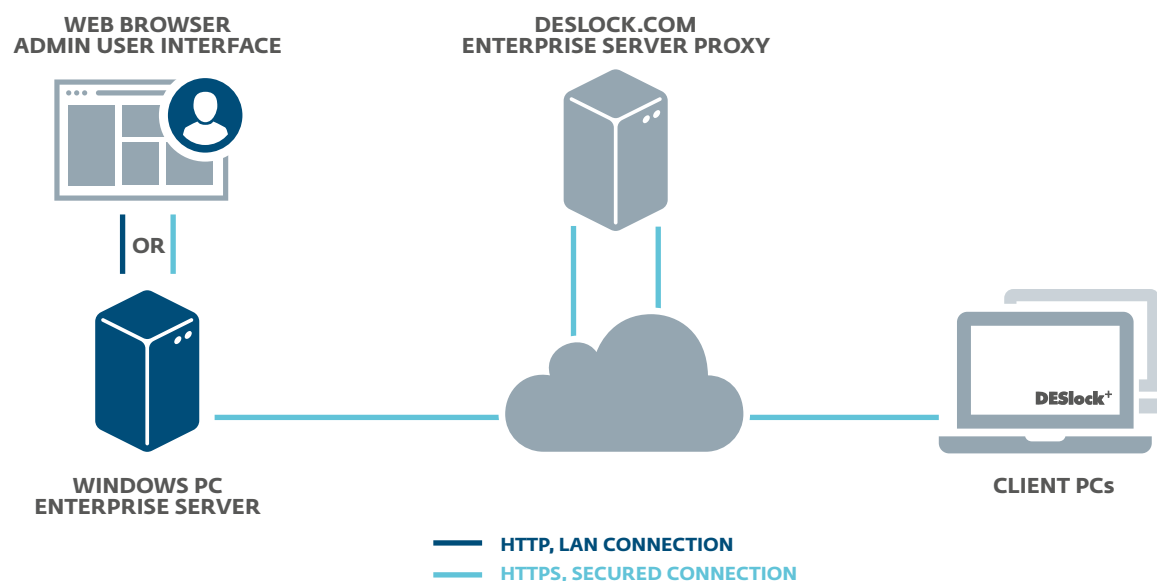 WEB BROWSER
ADMIN USER INTERFACE
DESLOCK.COM
ENTERPRISE SERVER PROXY
OR
DESlock+
WINDOWS PC
ENTERPRISE SERVER
CLIENT PCs
HTTP, LAN CONNECTION
HTTPS, SECURED CONNECTION